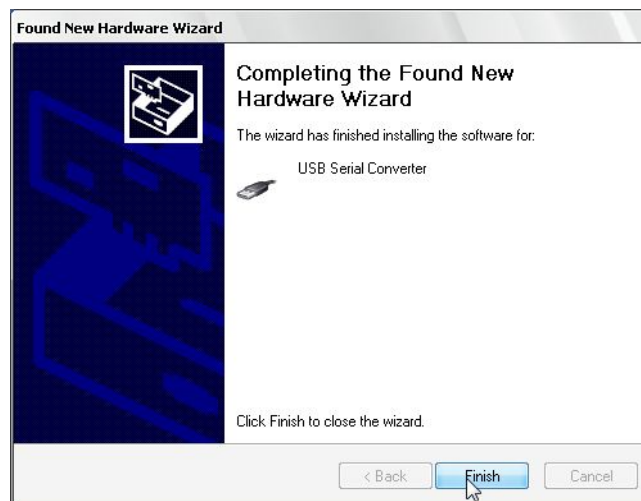 Found New Hardware Wizard
Completing the Found New
Hardware Wizard
The wizard has finished installing the software for:
USB Serial Converter
Click Finish to close the wizard.
< Back
Finish
Cancel